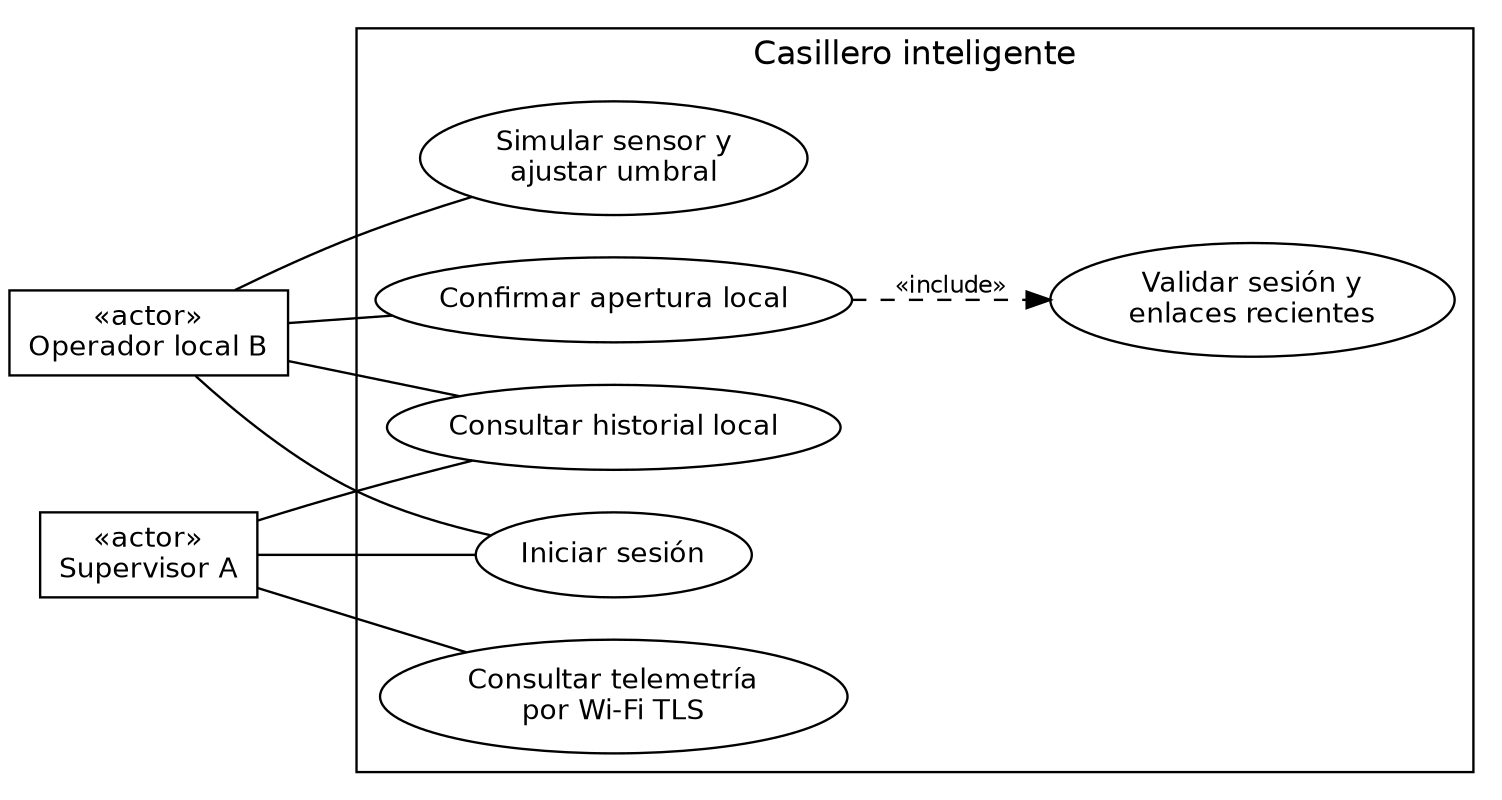 Casillero inteligente
Simular sensor y
ajustar umbral
«actor»
Operador local B
Confirmar apertura local
«include»
Validar sesión y
enlaces recientes
Consultar historial local
«actor»
Supervisor A
Iniciar sesión
Consultar telemetría
por Wi-Fi TLS